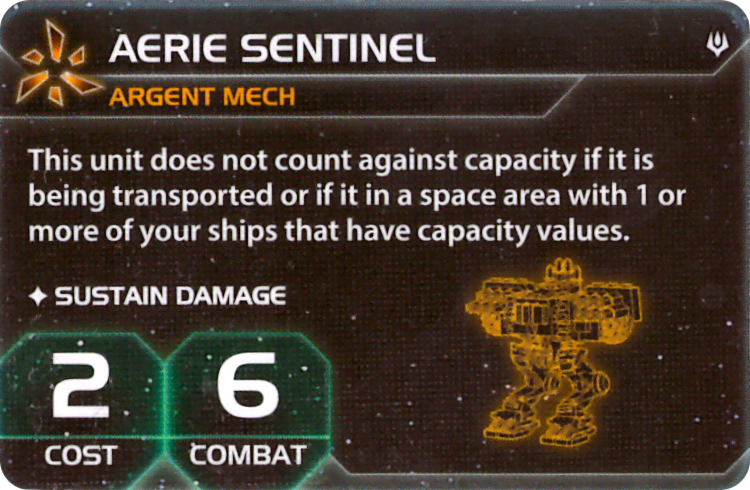 AERIE SENTINEL
ARGENT MECH
This unit does not count against capacity if it is
being transported or if it in a space area with 1 or
more of your ships that have capacity values.
SUSTAIN DAMAGE
2 6
COST COMBAT